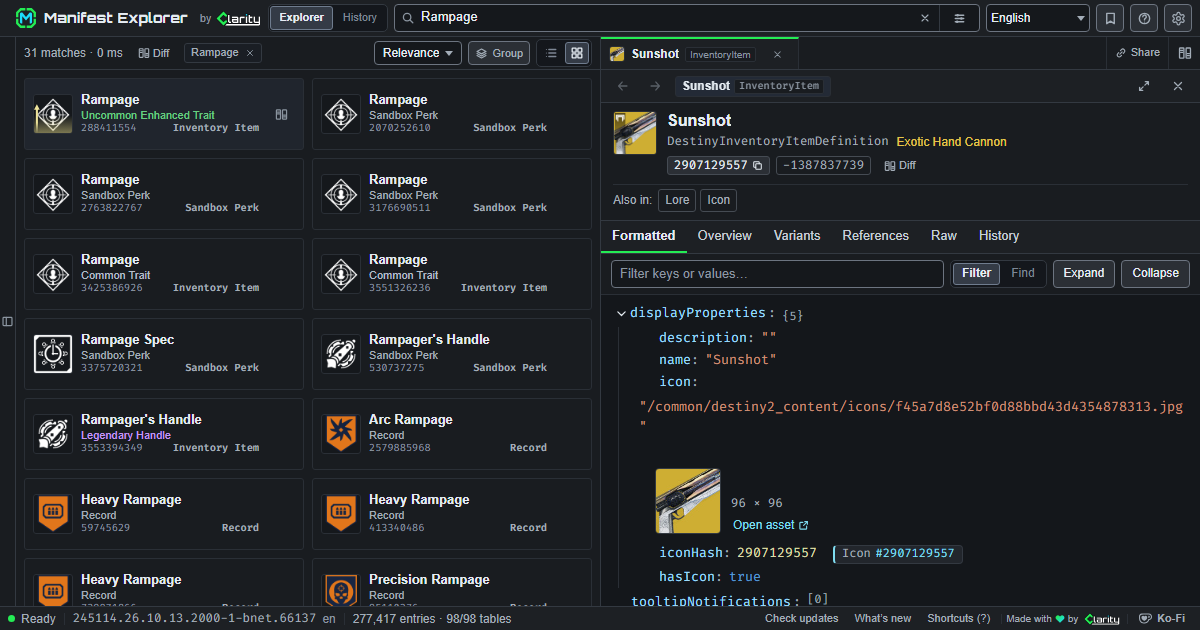 Manifest Explorer by Clarity Explorer History Rampage English
31 matches · 0 ms Diff Rampage Relevance Group
Rampage
Uncommon Enhanced Trait
288411554 Inventory Item
Rampage
Sandbox Perk
2070252610 Sandbox Perk
Rampage
Sandbox Perk
2763822767 Sandbox Perk
Rampage
Sandbox Perk
3176690511 Sandbox Perk
Rampage
Common Trait
3425386926 Inventory Item
Rampage
Common Trait
3551326236 Inventory Item
Rampage Spec
Sandbox Perk
3375720321 Sandbox Perk
Rampager's Handle
Sandbox Perk
530737275 Sandbox Perk
Rampager's Handle
Legendary Handle
3553394349 Inventory Item
Arc Rampage
Record
2579885968 Record
Heavy Rampage
Record
59745629 Record
Heavy Rampage
Record
413340486 Record
Heavy Rampage
Record
Precision Rampage
Record
Sunshot InventoryItem Share
Sunshot InventoryItem
Sunshot
DestinyInventoryItemDefinition Exotic Hand Cannon
2907129557 -1387837739 Diff
Also in: Lore Icon
Formatted Overview Variants References Raw History
Filter keys or values... Filter Find Expand Collapse
displayProperties: {5}
description: ""
name: "Sunshot"
icon:
"/common/destiny2_content/icons/f45a7d8e52bf0d88bbd43d4354878313.jpg
"
96 × 96
Open asset
iconHash: 2907129557 Icon #2907129557
hasIcon: true
tooltipNotifications: [0]
Ready 245114.26.10.13.2000-1-bnet.66137 en 277,417 entries · 98/98 tables Check updates What's new Shortcuts (?) Made with by Clarity Ko-Fi